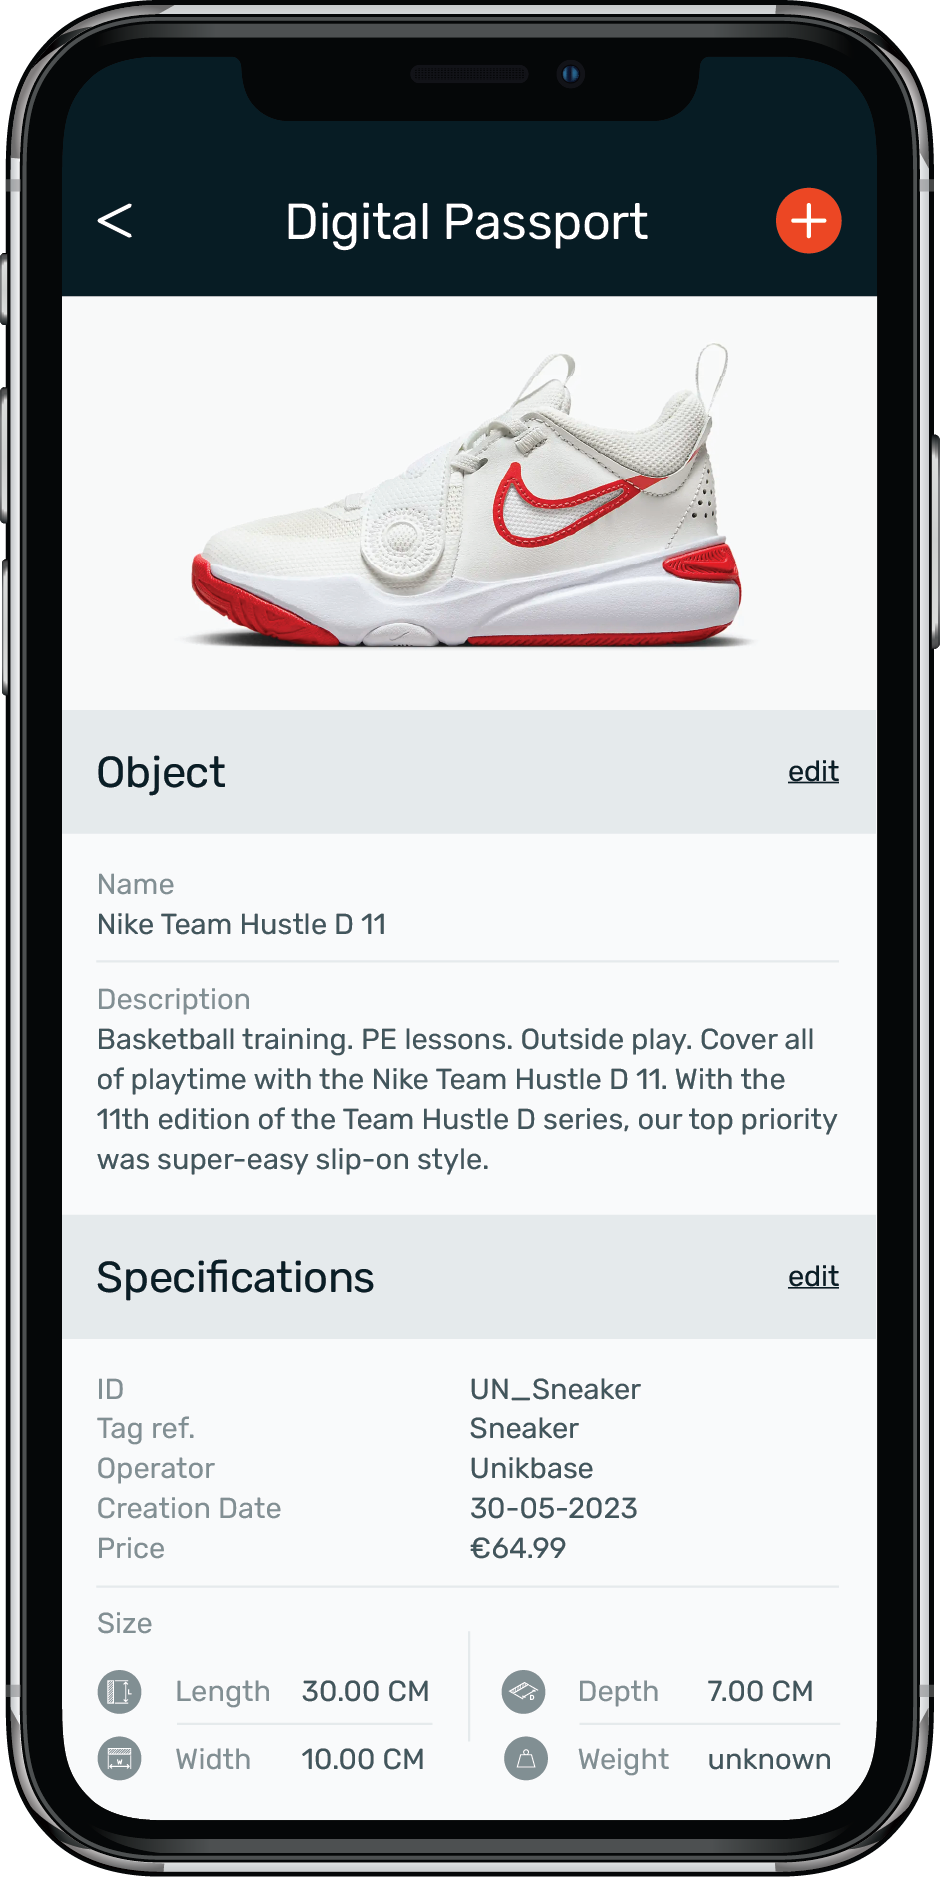 <
Digital Passport
+
Object
edit
Name
Nike Team Hustle D 11
Description
Basketball training. PE lessons. Outside play. Cover all
of playtime with the Nike Team Hustle D 11. With the
11th edition of the Team Hustle D series, our top priority
was super-easy slip-on style.
Specifications
edit
ID UN_Sneaker
Tag ref. Sneaker
Operator Unikbase
Creation Date 30-05-2023
Price €64.99
Size
L Length 30.00 CM
D Depth 7.00 CM
W Width 10.00 CM
Weight unknown